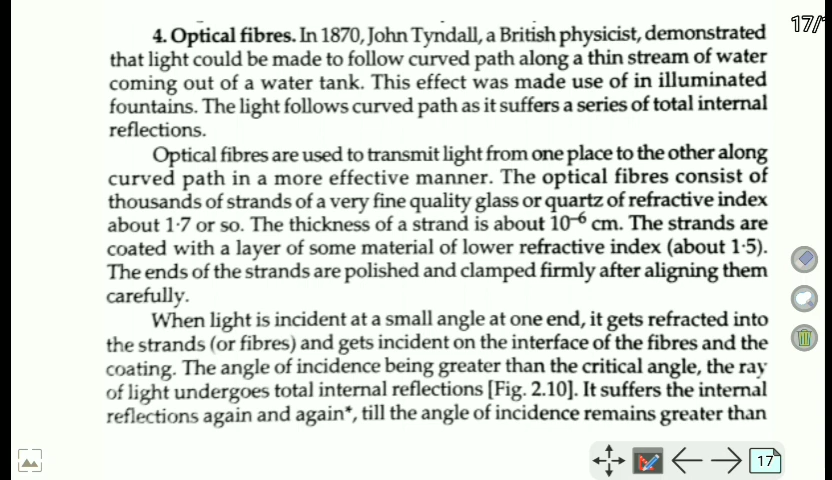 17/
4. Optical fibres. In 1870, John Tyndall, a British physicist, demonstrated
that light could be made to follow curved path along a thin stream of water
coming out of a water tank. This effect was made use of in illuminated
fountains. The light follows curved path as it suffers a series of total internal
reflections.
Optical fibres are used to transmit light from one place to the other along
curved path in a more effective manner. The optical fibres consist of
thousands of strands of a very fine quality glass or quartz of refractive index
about 1·7 or so. The thickness of a strand is about 10⁻⁶ cm. The strands are
coated with a layer of some material of lower refractive index (about 1·5).
The ends of the strands are polished and clamped firmly after aligning them
carefully.
When light is incident at a small angle at one end, it gets refracted into
the strands (or fibres) and gets incident on the interface of the fibres and the
coating. The angle of incidence being greater than the critical angle, the ray
of light undergoes total internal reflections [Fig. 2.10]. It suffers the internal
reflections again and again*, till the angle of incidence remains greater than
17